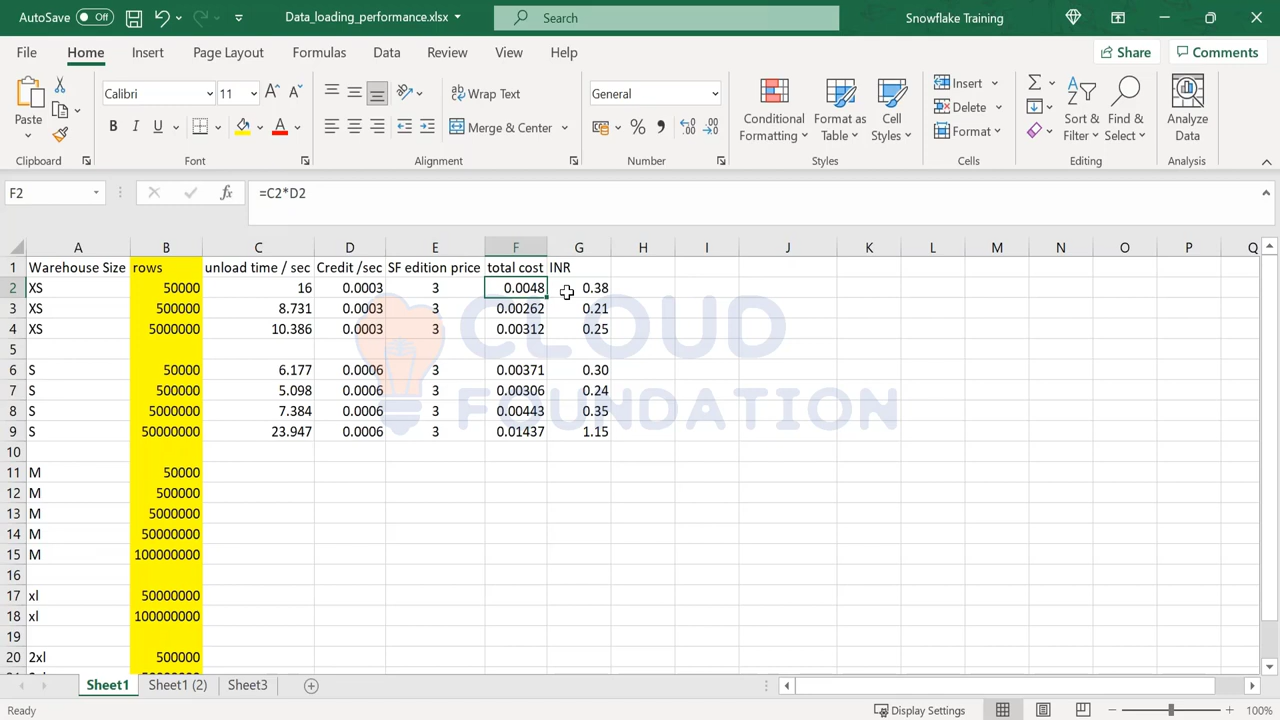 AutoSave Off Data_loading_performance.xlsx Search Snowflake Training
File Home Insert Page Layout Formulas Data Review View Help Share Comments
Calibri 11 Wrap Text General Insert
Paste Conditional Format as Cell Delete Sort & Find & Analyze
B I U Merge & Center Formatting Table Styles Format Filter Select Data
Clipboard Font Alignment Number Styles Cells Editing Analysis
F2 fx =C2*D2
A B C D E F G H I J K L M N O P Q
1 Warehouse Size rows unload time / sec Credit /sec SF edition price total cost INR
2 XS 50000 16 0.0003 3 0.0048 0.38
3 XS 500000 8.731 0.0003 3 0.00262 0.21
4 XS 5000000 10.386 0.0003 3 0.00312 0.25
5
6 S 50000 6.177 0.0006 3 0.00371 0.30
7 S 500000 5.098 0.0006 3 0.00306 0.24
8 S 5000000 7.384 0.0006 3 0.00443 0.35
9 S 50000000 23.947 0.0006 3 0.01437 1.15
CLOUD
FOUNDATION
10
11 M 50000
12 M 500000
13 M 5000000
14 M 50000000
15 M 100000000
16
17 xl 50000000
18 xl 100000000
19
20 2xl 500000
Sheet1 Sheet1 (2) Sheet3
Ready Display Settings 100%